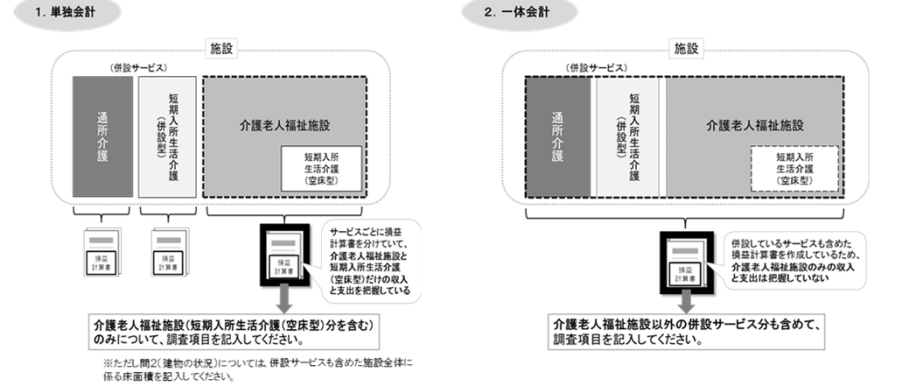 1. 単独会計
施設
(併設サービス)
通所介護
短期入所生活介護
(併設型)
介護老人福祉施設
短期入所
生活介護
(空床型)
損益
計算書
損益
計算書
損益
計算書
サービスごとに損益
計算書を分けていて、
介護老人福祉施設と
短期入所生活介護
(空床型)だけの収入
と支出を把握している
介護老人福祉施設(短期入所生活介護(空床型)分を含む)
のみについて、調査項目を記入してください。
※ただし問2(建物の状況)については、併設サービスも含めた施設全体に
係る床面積を記入してください。
2. 一体会計
施設
(併設サービス)
通所介護
短期入所生活介護
(併設型)
介護老人福祉施設
短期入所
生活介護
(空床型)
損益
計算書
併設しているサービスも含めた
損益計算書を作成しているため、
介護老人福祉施設のみの収入
と支出は把握していない
介護老人福祉施設以外の併設サービス分も含めて、
調査項目を記入してください。